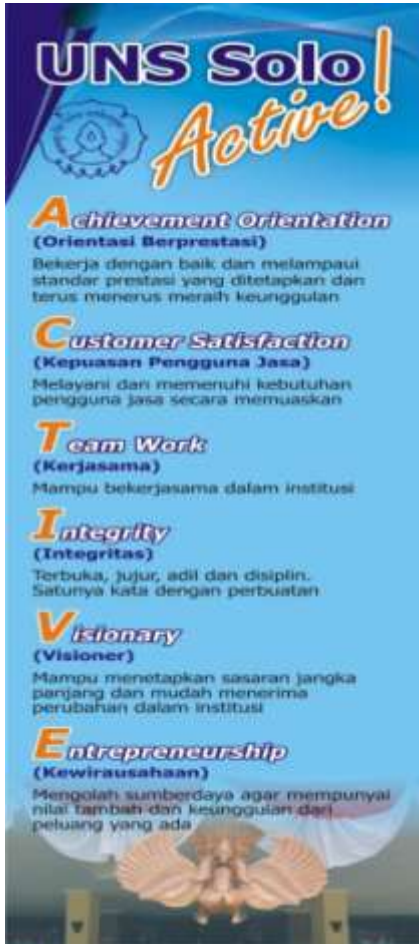 UNS Solo
Active!
Achievement Orientation
(Orientasi Berprestasi)
Bekerja dengan baik dan melampaui
standar prestasi yang ditetapkan dan
terus menerus meraih keunggulan
Customer Satisfaction
(Kepuasan Pengguna Jasa)
Melayani dan memenuhi kebutuhan
pengguna jasa secara memuaskan
Team Work
(Kerjasama)
Mampu bekerjasama dalam institusi
Integrity
(Integritas)
Terbuka, jujur, adil dan disiplin.
Satunya kata dengan perbuatan
Visionary
(Visioner)
Mampu menetapkan sasaran jangka
panjang dan mudah menerima
perubahan dalam institusi
Entrepreneurship
(Kewirausahaan)
Mengolah sumberdaya agar mempunyai
nilai tambah dan keunggulan dari
peluang yang ada